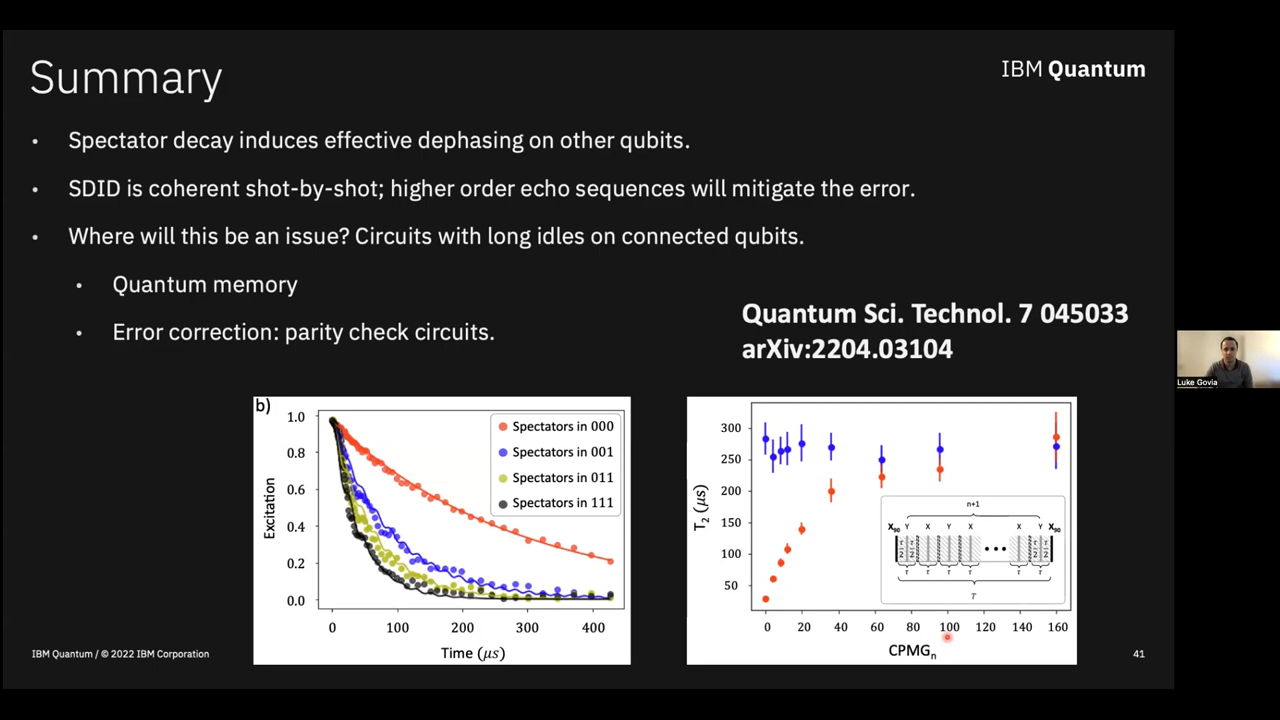 Summary
IBM Quantum
• Spectator decay induces effective dephasing on other qubits.
• SDID is coherent shot-by-shot; higher order echo sequences will mitigate the error.
• Where will this be an issue? Circuits with long idles on connected qubits.
• Quantum memory
• Error correction: parity check circuits.
Quantum Sci. Technol. 7 045033
arXiv:2204.03104
Luke Govia
b)
Excitation
1.0
0.8
0.6
0.4
0.2
0.0
Spectators in 000
Spectators in 001
Spectators in 011
Spectators in 111
0 100 200 300 400
Time (μs)
T₂ (μs)
300
250
200
150
100
50
n+1
X₉₀ Y X Y X X Y X₉₀
τ τ τ τ τ τ
T
0 20 40 60 80 100 120 140 160
CPMGₙ
IBM Quantum / © 2022 IBM Corporation
41